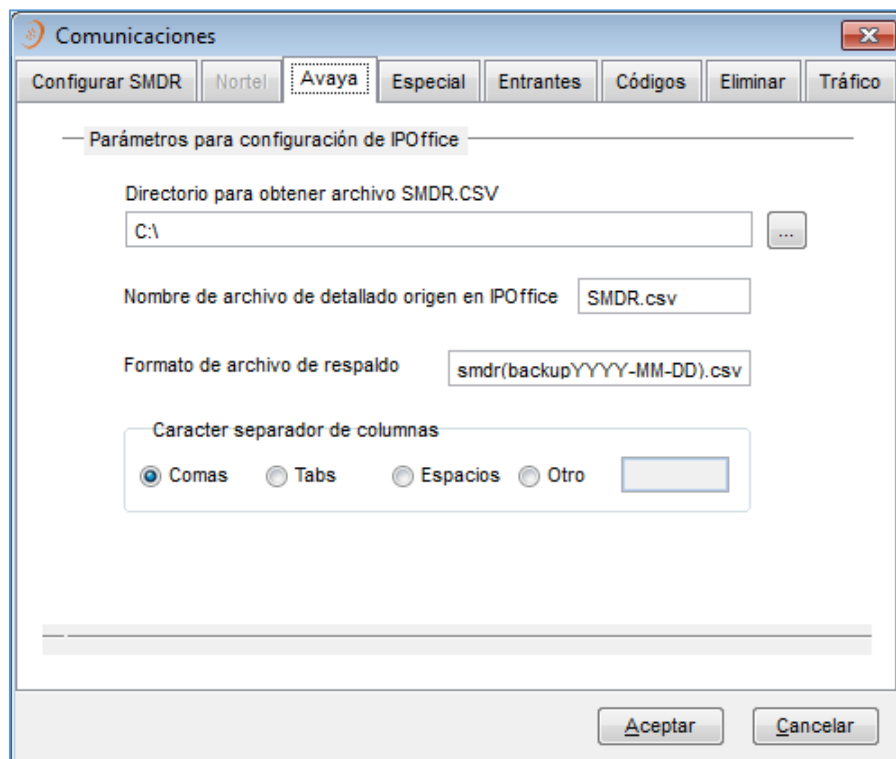 Comunicaciones
Configurar SMDR Nortel Avaya Especial Entrantes Códigos Eliminar Tráfico
Parámetros para configuración de IPOffice
Directorio para obtener archivo SMDR.CSV
C:\
...
Nombre de archivo de detallado origen en IPOffice SMDR.csv
Formato de archivo de respaldo smdr(backupYYYY-MM-DD).csv
Caracter separador de columnas
Comas Tabs Espacios Otro
Aceptar Cancelar